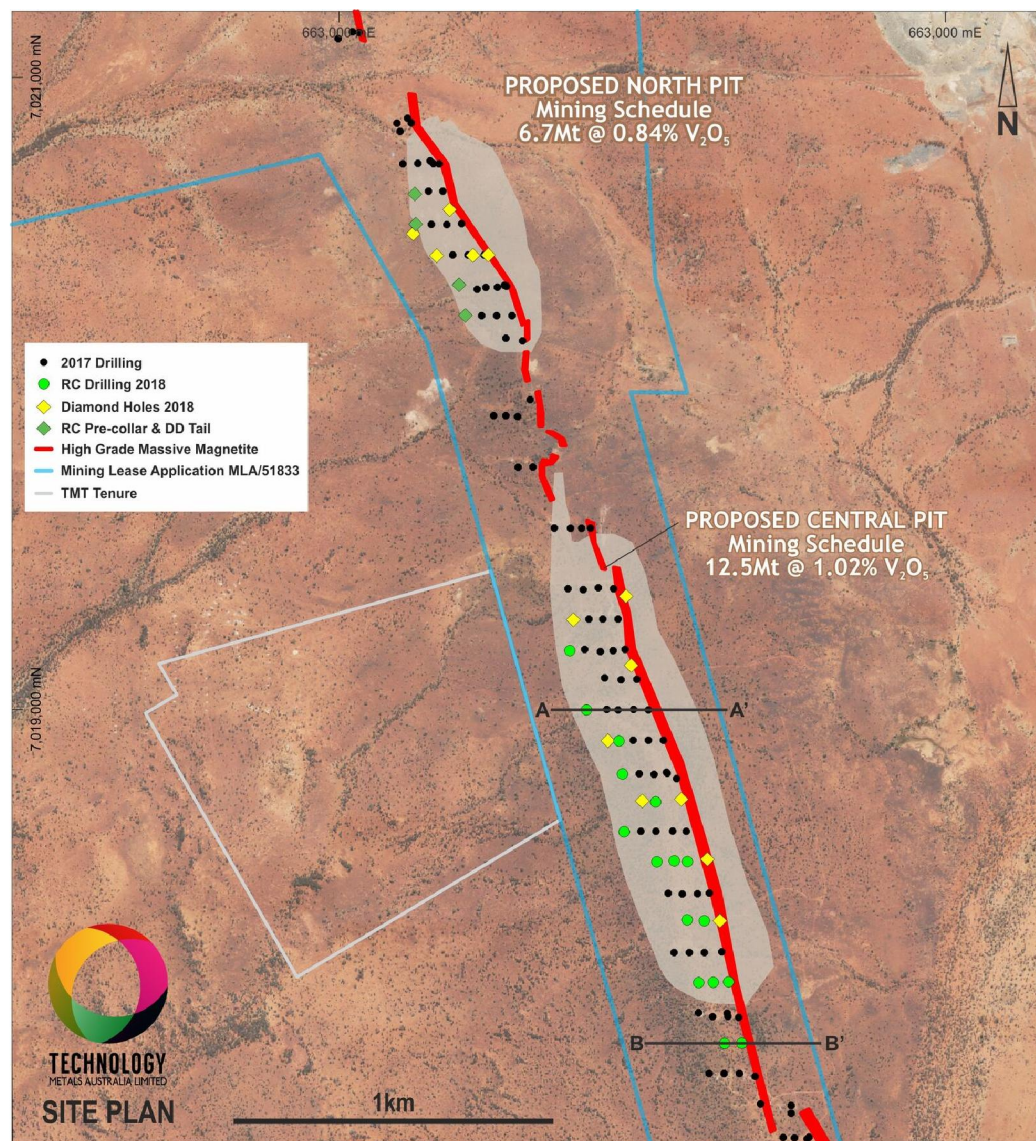 663,000 mE
663,000 mE
7,021,000 mN
PROPOSED NORTH PIT
Mining Schedule
6.7Mt @ 0.84% V₂O₅
N
2017 Drilling
RC Drilling 2018
Diamond Holes 2018
RC Pre-collar & DD Tail
High Grade Massive Magnetite
Mining Lease Application MLA/51833
TMT Tenure
PROPOSED CENTRAL PIT
Mining Schedule
12.5Mt @ 1.02% V₂O₅
7,019,000 mN
A
A'
B
B'
TECHNOLOGY
METALS AUSTRALIA LIMITED
SITE PLAN
1km